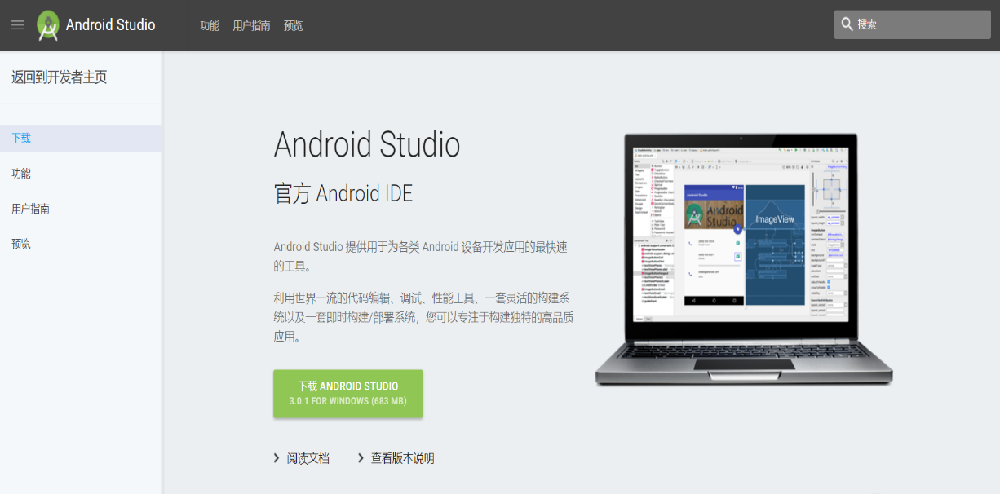 Android Studio
功能 用户指南 预览
搜索
返回到开发者主页
下载
功能
用户指南
预览
Android Studio
官方 Android IDE
Android Studio 提供用于为各类 Android 设备开发应用的最快速
的工具。
利用世界一流的代码编辑、调试、性能工具、一套灵活的构建系
统以及一套即时构建/部署系统，您可以专注于构建独特的高品质
应用。
下载 ANDROID STUDIO
3.0.1 FOR WINDOWS (683 MB)
阅读文档 查看版本说明
Android Studio
Android
Studio
ImageView